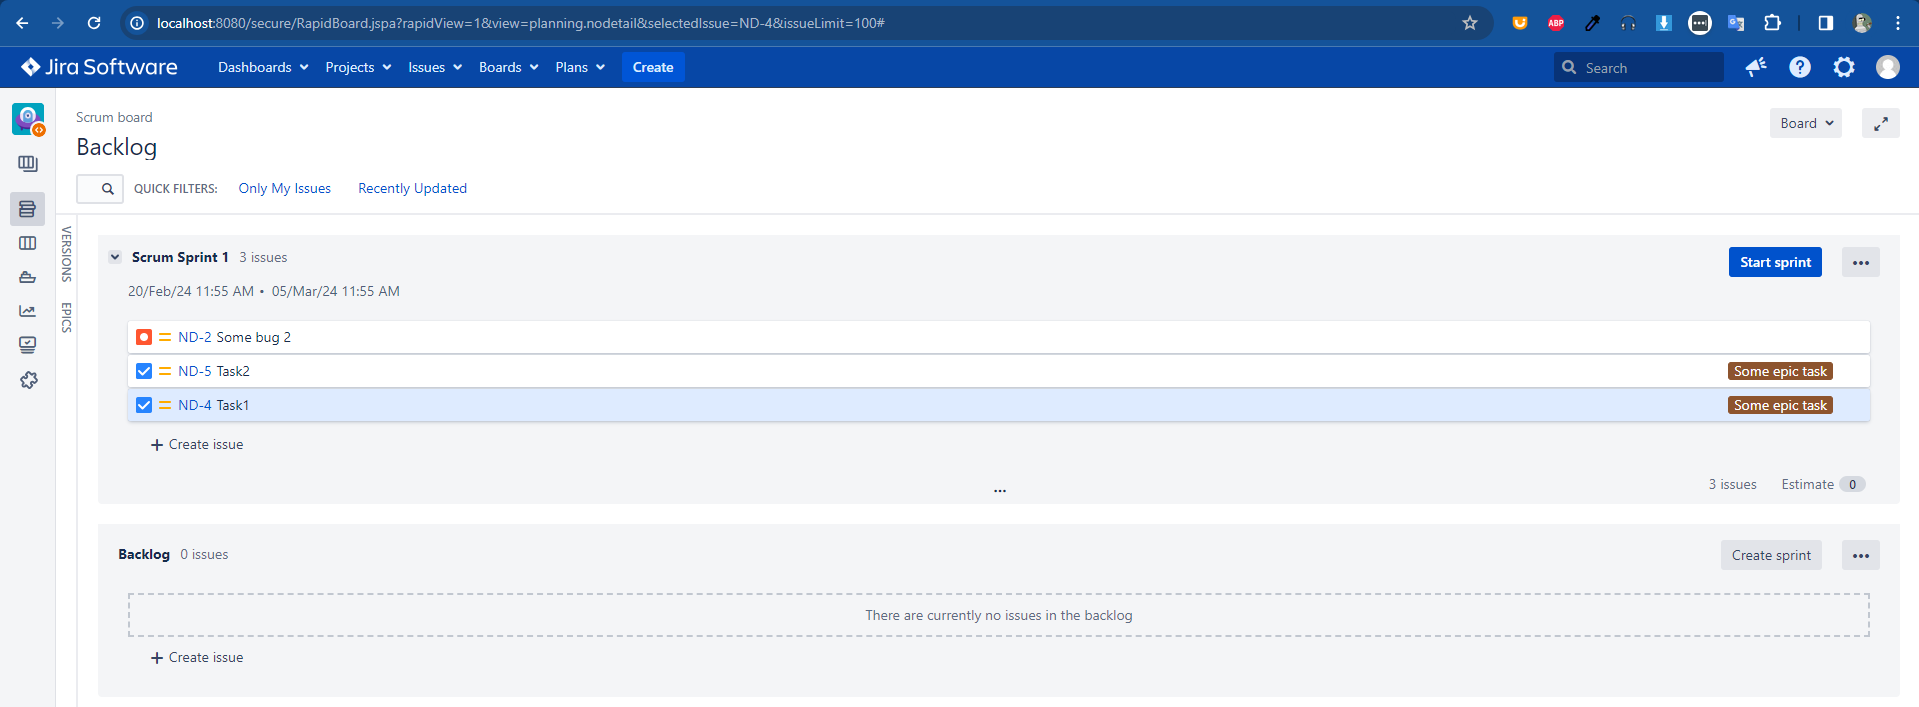 localhost:8080/secure/RapidBoard.jspa?rapidView=1&view=planning.nodetail&selectedIssue=ND-4&issueLimit=100#
ABP
Jira Software Dashboards Projects Issues Boards Plans Create Search
Scrum board
Board
Backlog
QUICK FILTERS: Only My Issues Recently Updated
VERSIONS
EPICS
Scrum Sprint 1 3 issues Start sprint
20/Feb/24 11:55 AM • 05/Mar/24 11:55 AM
ND-2 Some bug 2
ND-5 Task2 Some epic task
ND-4 Task1 Some epic task
+ Create issue
...
3 issues Estimate 0
Backlog 0 issues Create sprint
There are currently no issues in the backlog
+ Create issue